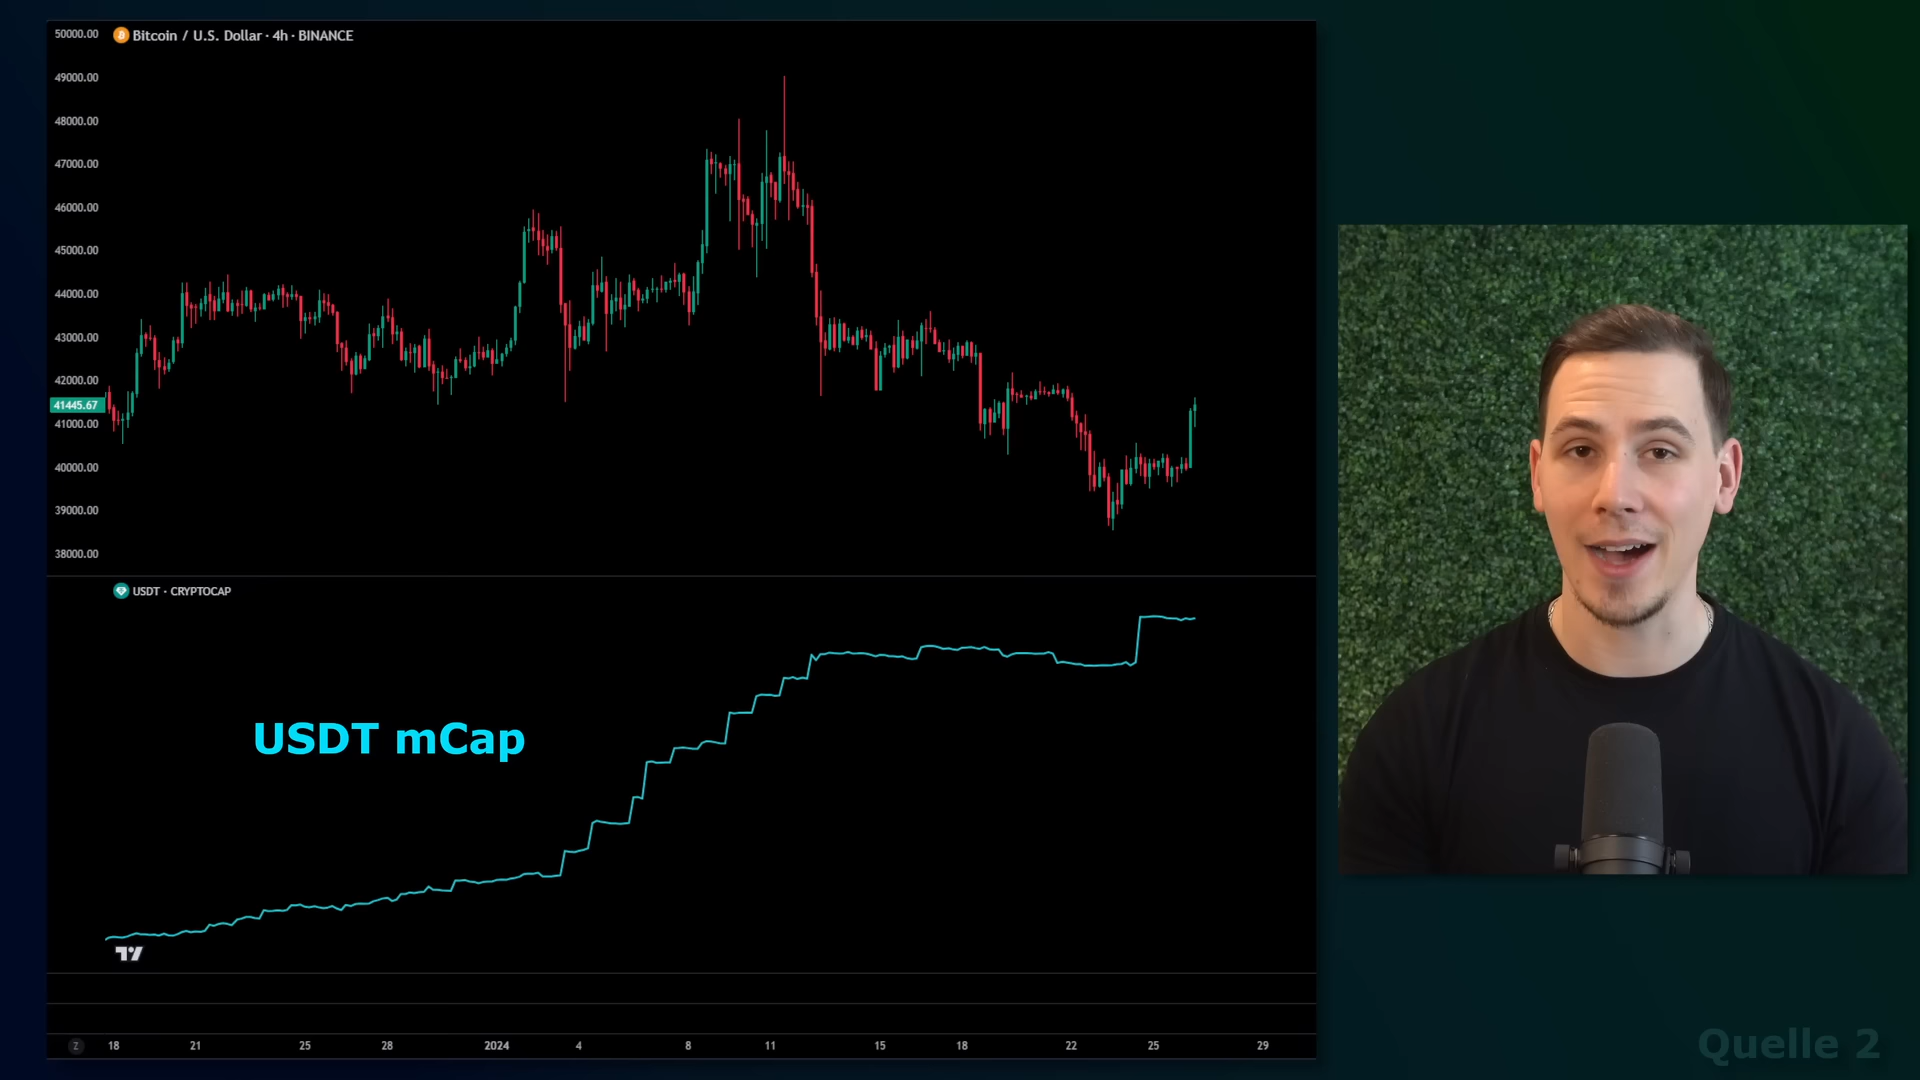 Bitcoin / U.S. Dollar · 4h · BINANCE
50000.00
49000.00
48000.00
47000.00
46000.00
45000.00
44000.00
43000.00
42000.00
41445.67
41000.00
40000.00
39000.00
38000.00
USDT · CRYPTOCAP
USDT mCap
Z 18 21 25 28 2024 4 8 11 15 18 22 25 29
Quelle 2